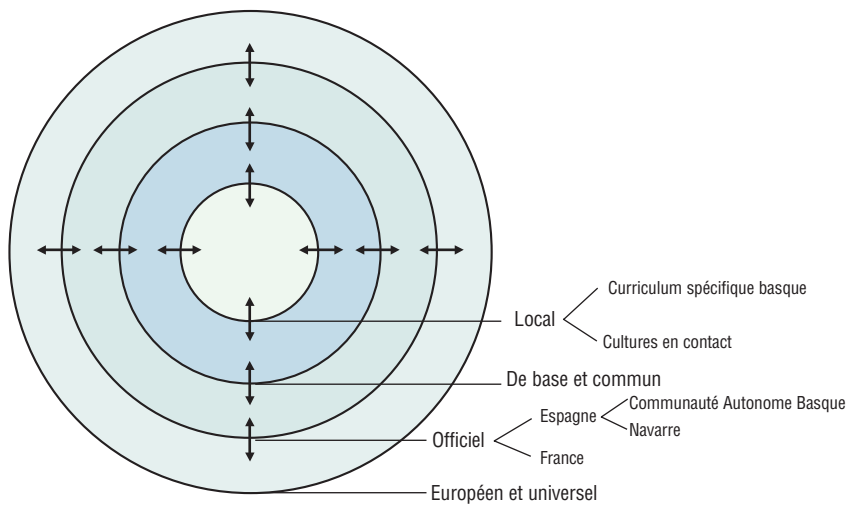 Curriculum spécifique basque
Local
Cultures en contact
De base et commun
Communauté Autonome Basque
Espagne
Navarre
Officiel
France
Européen et universel